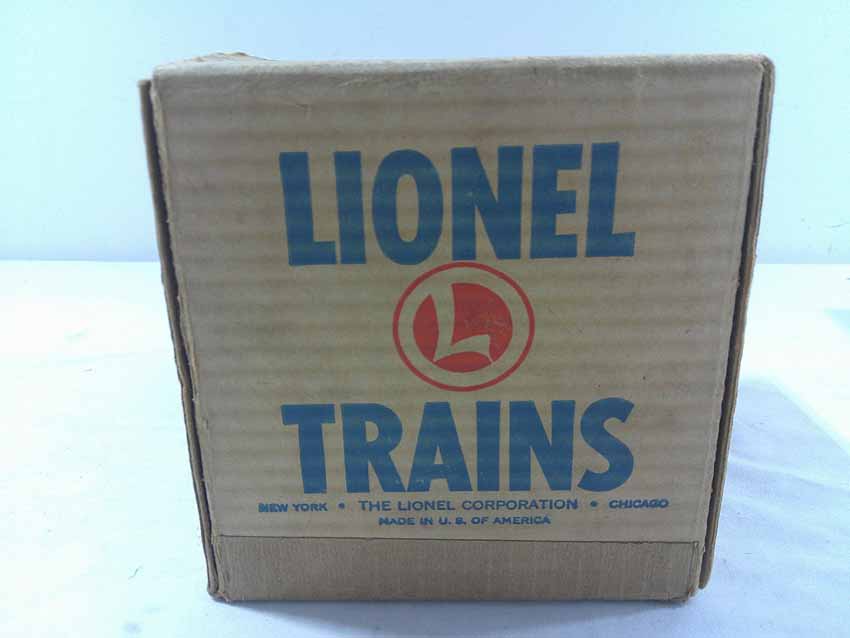 LIONEL
L
TRAINS
NEW YORK • THE LIONEL CORPORATION • CHICAGO
MADE IN U. S. OF AMERICA